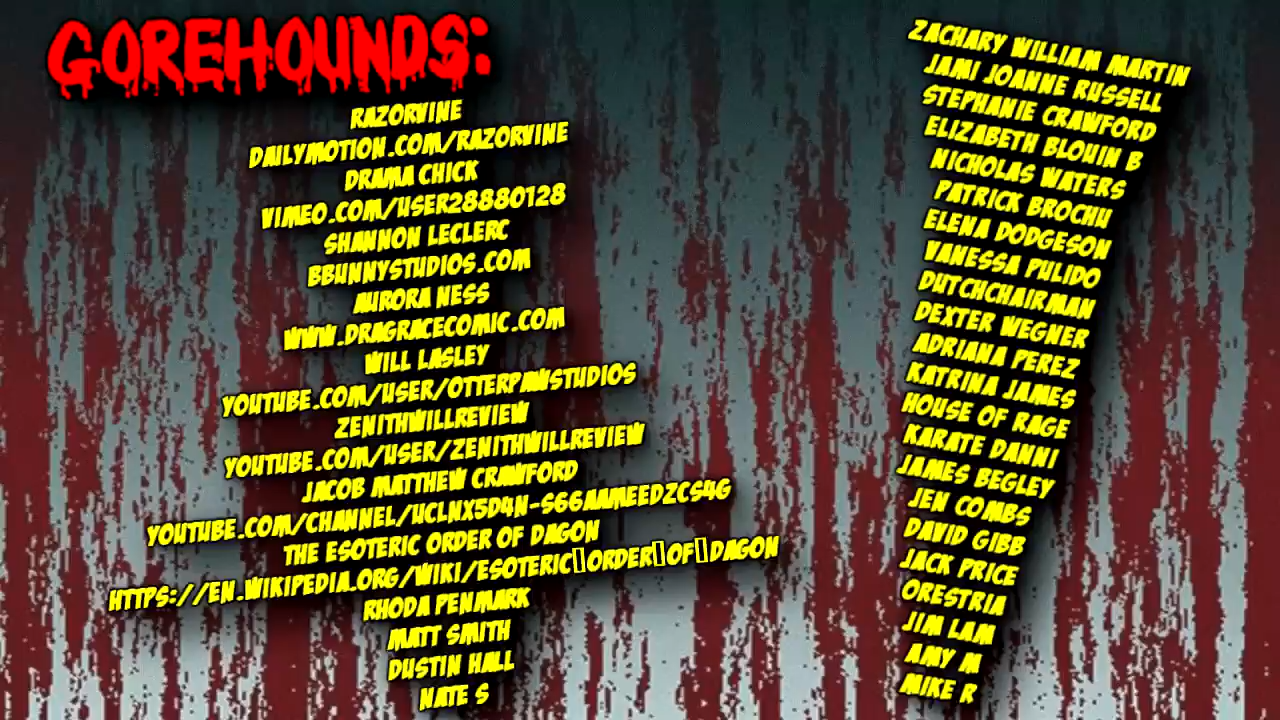 GOREHOUNDS:
RAZORVINE
DAILYMOTION.COM/RAZORVINE
DRAMA CHICK
VIMEO.COM/USER28880128
SHANNON LECLERC
BBUNNYSTUDIOS.COM
AURORA NESS
WWW.DRAGRACECOMIC.COM
WILL LASLEY
YOUTUBE.COM/USER/OTTERPAWSTUDIOS
ZENITHWILLREVIEW
YOUTUBE.COM/USER/ZENITHWILLREVIEW
JACOB MATTHEW CRAWFORD
YOUTUBE.COM/CHANNEL/UCLNX5D4N-S66AAMEEDZCS4G
THE ESOTERIC ORDER OF DAGON
HTTPS://EN.WIKIPEDIA.ORG/WIKI/ESOTERIC▯ORDER▯OF▯DAGON
RHODA PENMARK
MATT SMITH
DUSTIN HALL
NATE S
ZACHARY WILLIAM MARTIN
JAMI JOANNE RUSSELL
STEPHANIE CRAWFORD
ELIZABETH BLOUIN B
NICHOLAS WATERS
PATRICK BROCHU
ELENA DODGESON
VANESSA PULIDO
DUTCHCHAIRMAN
DEXTER WEGNER
ADRIANA PEREZ
KATRINA JAMES
HOUSE OF RAGE
KARATE DANNI
JAMES BEGLEY
JEN COMBS
DAVID GIBB
JACK PRICE
ORESTRIA
JIM LAM
AMY M
MIKE R